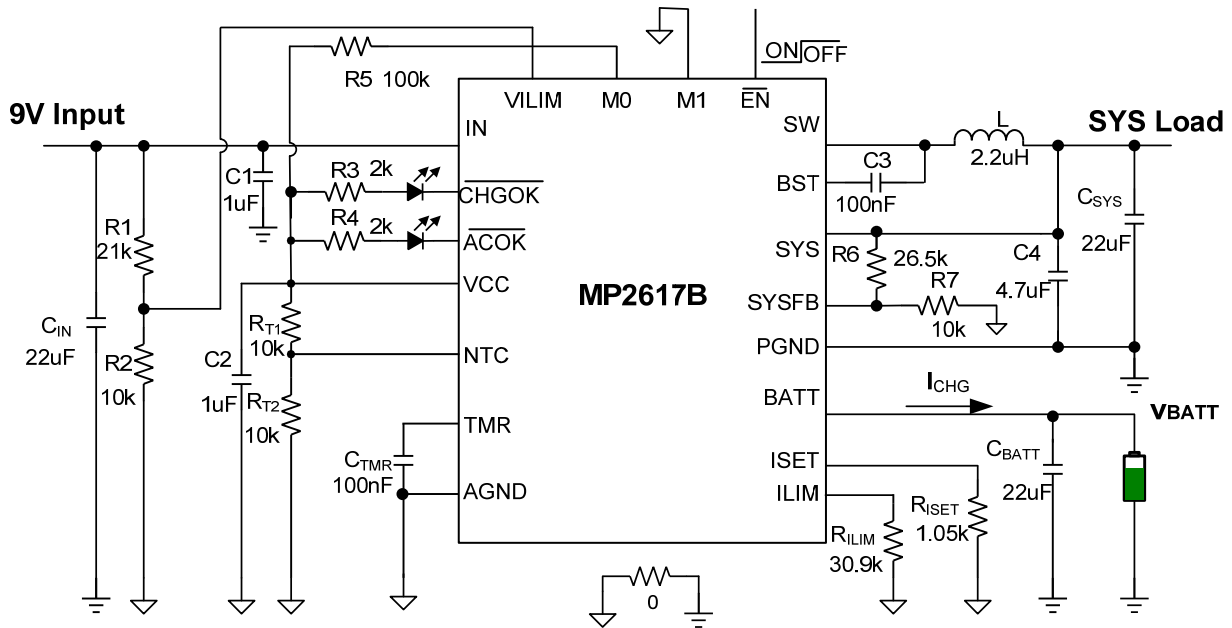 ON OFF
R5 100k
VILIM M0 M1 EN
9V Input
IN
SW
L
2.2uH
SYS Load
C1
1uF
R3 2k
CHGOK
BST
C3
100nF
R4 2k
ACOK
R1
21k
CSYS
22uF
SYS
R6
26.5k
C4
4.7uF
VCC
MP2617B
SYSFB
R7
10k
CIN
22uF
RT1
10k
R2
10k
C2
1uF
NTC
PGND
RT2
10k
BATT
ICHG
VBATT
TMR
CTMR
100nF
AGND
ISET
ILIM
CBATT
22uF
RISET
1.05k
RILIM
30.9k
0